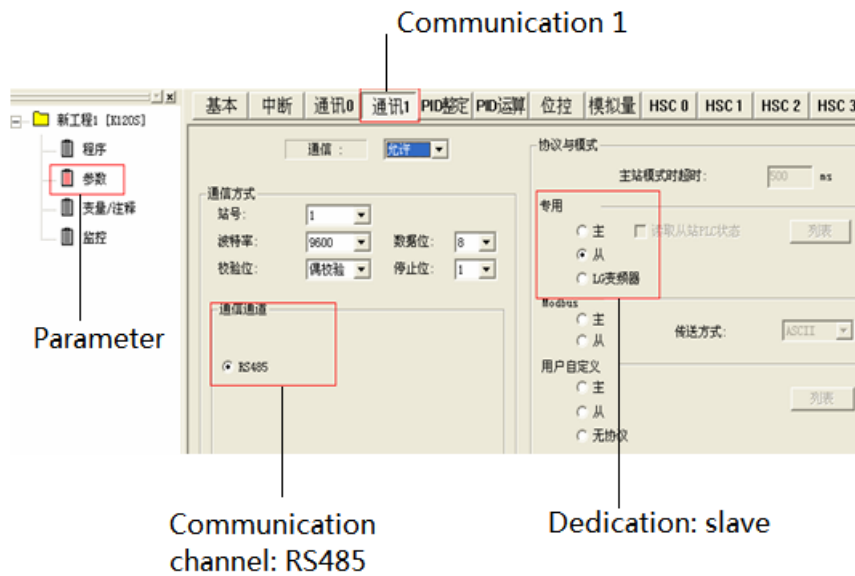 Communication 1
基本 中断 通讯0 通讯1 PID整定 PID运算 位控 模拟量 HSC 0 HSC 1 HSC 2 HSC 3
新工程1 [K120S]
程序
参数
变量/注释
监控
通信 : 允许
通信方式
站号: 1
波特率: 9600 数据位: 8
校验位: 偶校验 停止位: 1
通信通道
RS485
协议与模式
主站模式时超时: 500 ms
专用
主 读取从站PLC状态 列表
从
LG变频器
Modbus
主
从
传送方式: ASCII
用户自定义
主
从
无协议
列表
Parameter
Communication
channel: RS485
Dedication: slave